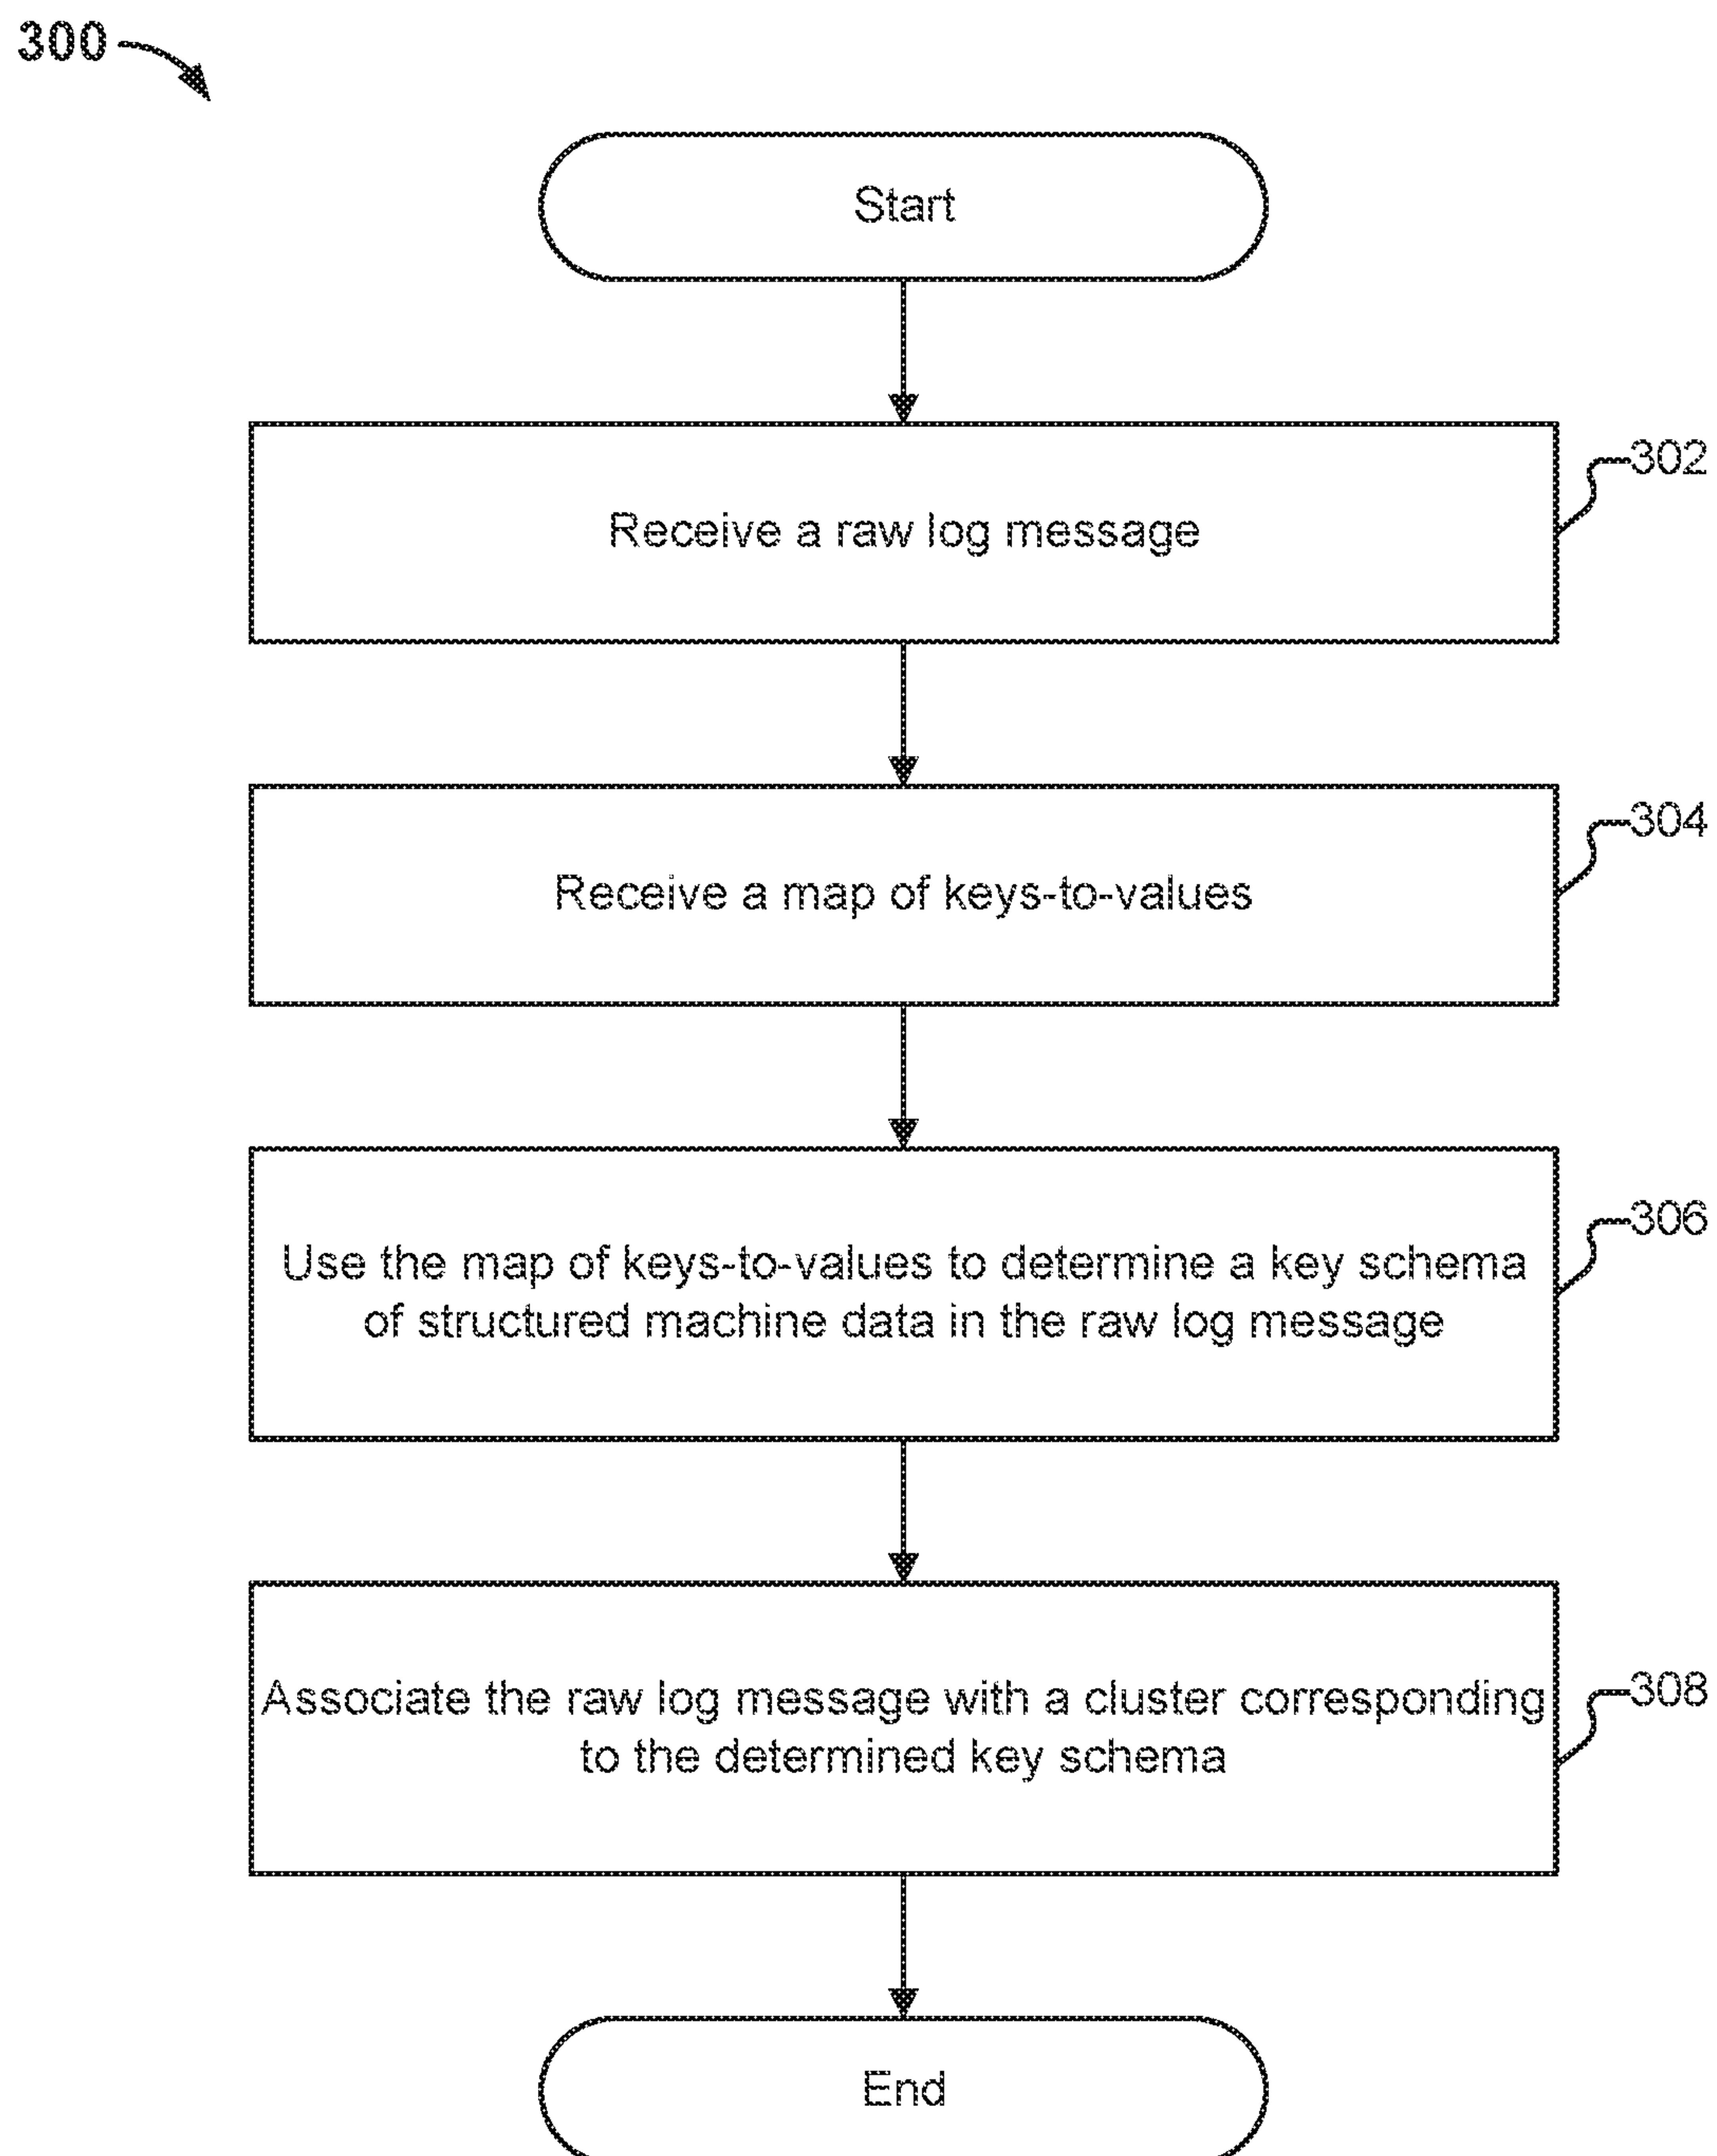 300
Start
Receive a raw log message
302
Receive a map of keys-to-values
304
Use the map of keys-to-values to determine a key schema
of structured machine data in the raw log message
306
Associate the raw log message with a cluster corresponding
to the determined key schema
308
End